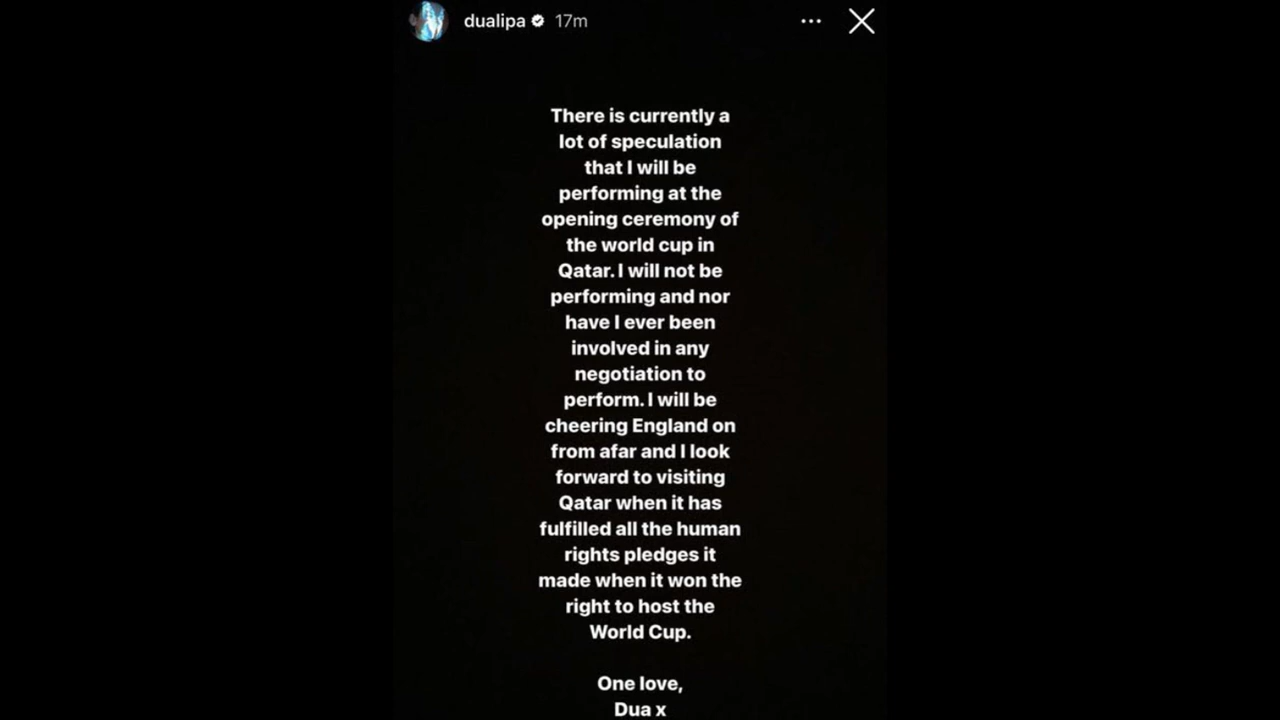 dualipa 17m
There is currently a
lot of speculation
that I will be
performing at the
opening ceremony of
the world cup in
Qatar. I will not be
performing and nor
have I ever been
involved in any
negotiation to
perform. I will be
cheering England on
from afar and I look
forward to visiting
Qatar when it has
fulfilled all the human
rights pledges it
made when it won the
right to host the
World Cup.
One love,
Dua x